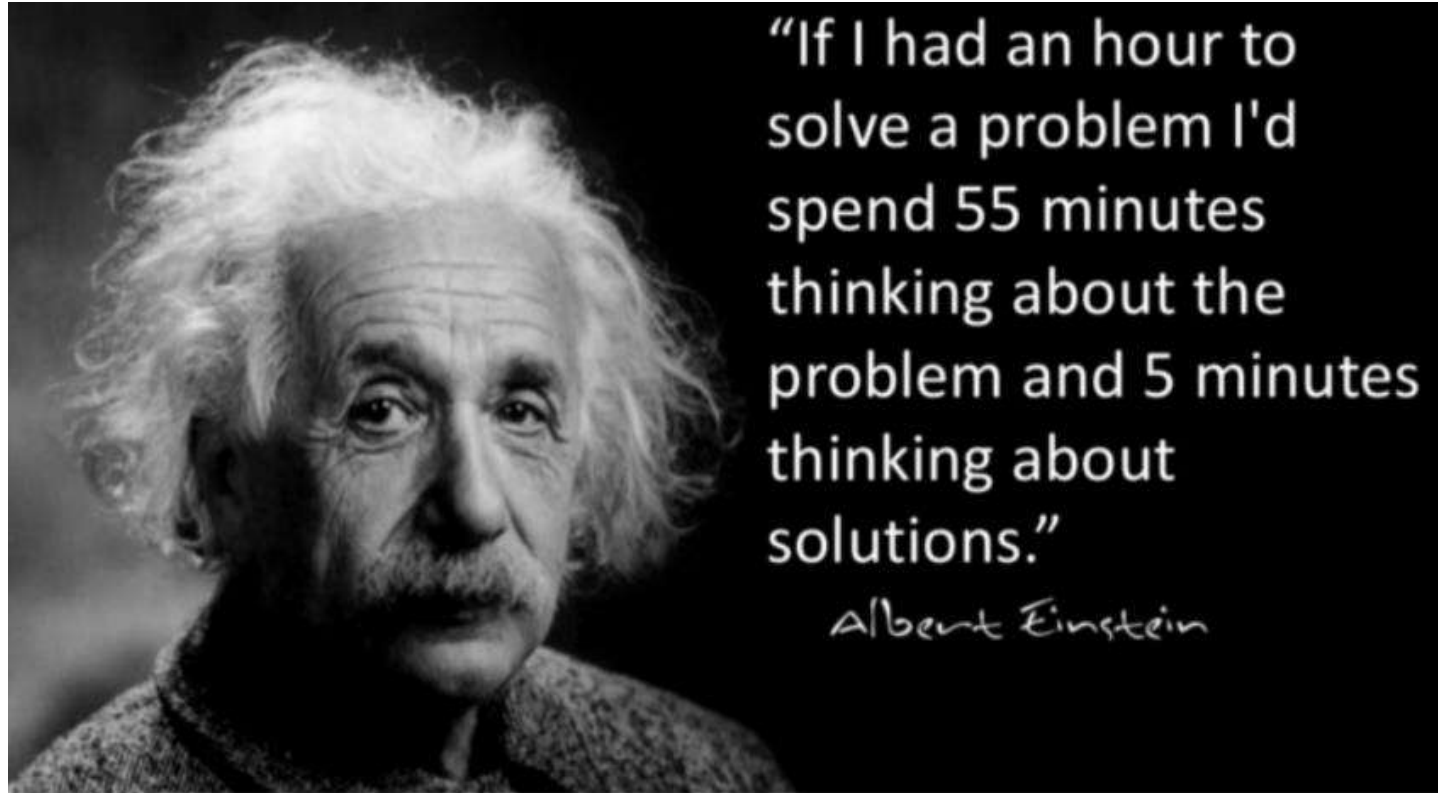 “If I had an hour to
solve a problem I'd
spend 55 minutes
thinking about the
problem and 5 minutes
thinking about
solutions.”
Albert Einstein